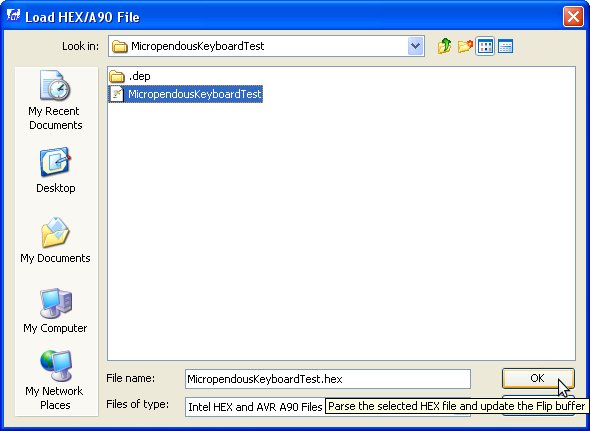 Load HEX/A90 File
Look in:
MicropendousKeyboardTest
.dep
MicropendousKeyboardTest
My Recent
Documents
Desktop
My Documents
My Computer
My Network
Places
File name:
MicropendousKeyboardTest.hex
OK
Files of type:
Intel HEX and AVR A90 Files
Parse the selected HEX file and update the Flip buffer